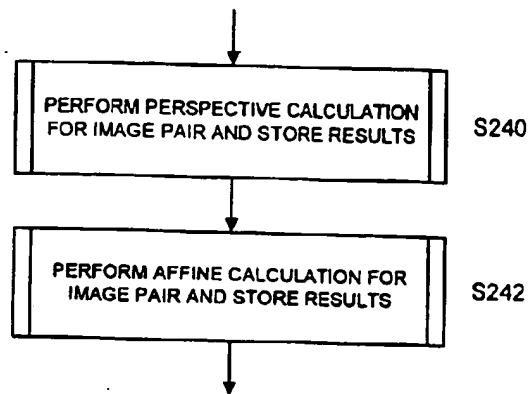 PERFORM PERSPECTIVE CALCULATION
FOR IMAGE PAIR AND STORE RESULTS
S240
PERFORM AFFINE CALCULATION FOR
IMAGE PAIR AND STORE RESULTS
S242